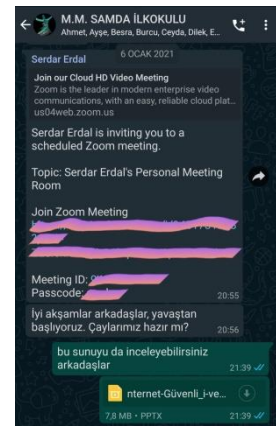 M.M. SAMDA İLKOKULU
Ahmet, Ayşe, Besra, Burcu, Ceyda, Dilek, E...
6 OCAK 2021
Serdar Erdal
Join our Cloud HD Video Meeting
Zoom is the leader in modern enterprise video
communications, with an easy, reliable cloud plat...
us04web.zoom.us
Serdar Erdal is inviting you to a
scheduled Zoom meeting.
Topic: Serdar Erdal's Personal Meeting
Room
Join Zoom Meeting
Meeting ID:
Passcode:
20:55
İyi akşamlar arkadaşlar, yavaştan
başlıyoruz. Çaylarımız hazır mı?
20:56
bu sunuyu da inceleyebilirsiniz
arkadaşlar
21:39
nternet-Güvenli_i-ve...
7,8 MB • PPTX
21:39